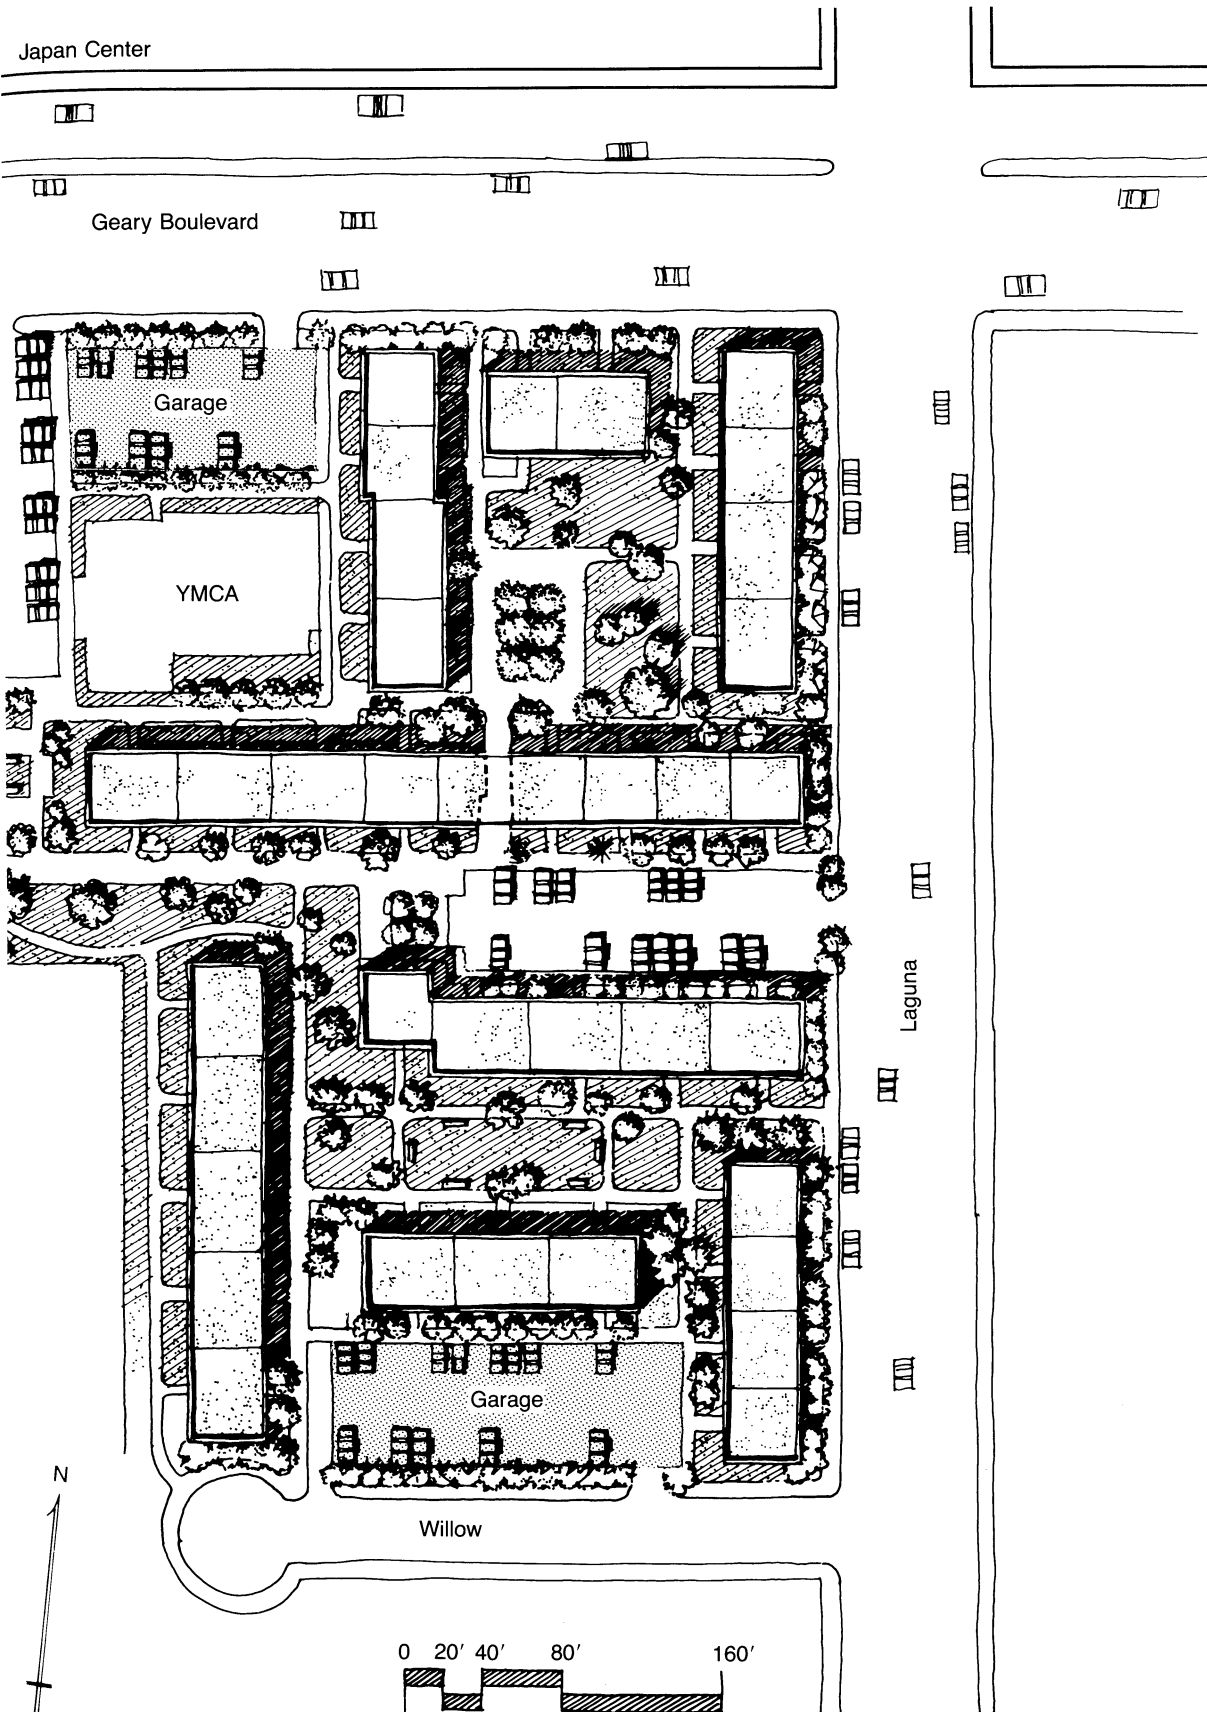 Japan Center
Geary Boulevard
Garage
YMCA
Laguna
Garage
N
Willow
0 20′ 40′ 80′ 160′